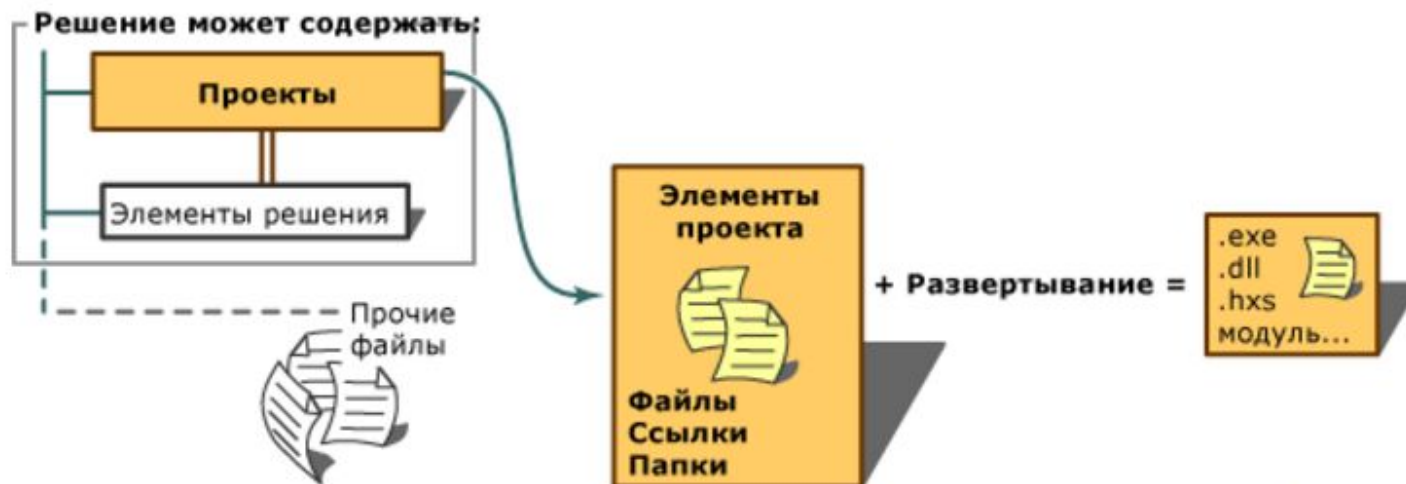 Решение может содержать:
Проекты
Элементы решения
Прочие
файлы
Элементы
проекта
Файлы
Ссылки
Папки
+ Развертывание =
.exe
.dll
.hxs
модуль...